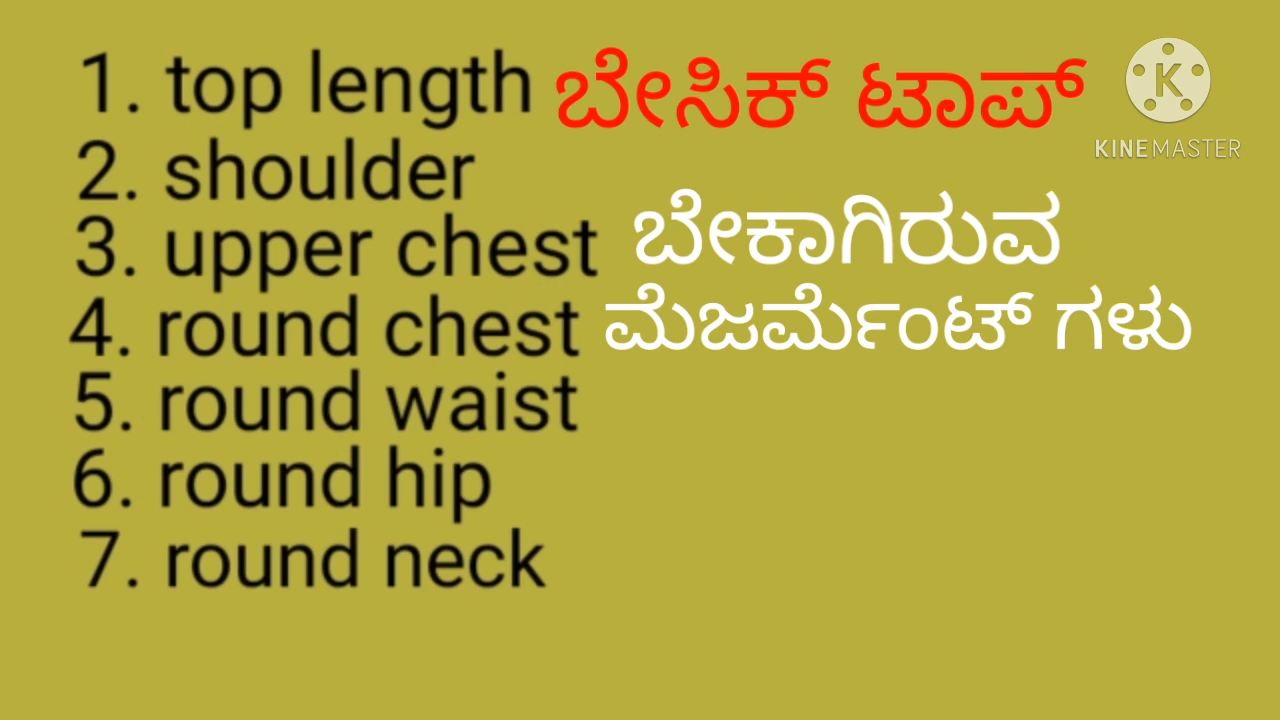 1. top length ಬೇಸಿಕ್ ಟಾಪ್
2. shoulder
3. upper chest ಬೇಕಾಗಿರುವ
4. round chest ಮೆಜರ್ಮೆಂಟ್ ಗಳು
5. round waist
6. round hip
7. round neck
K
KINEMASTER